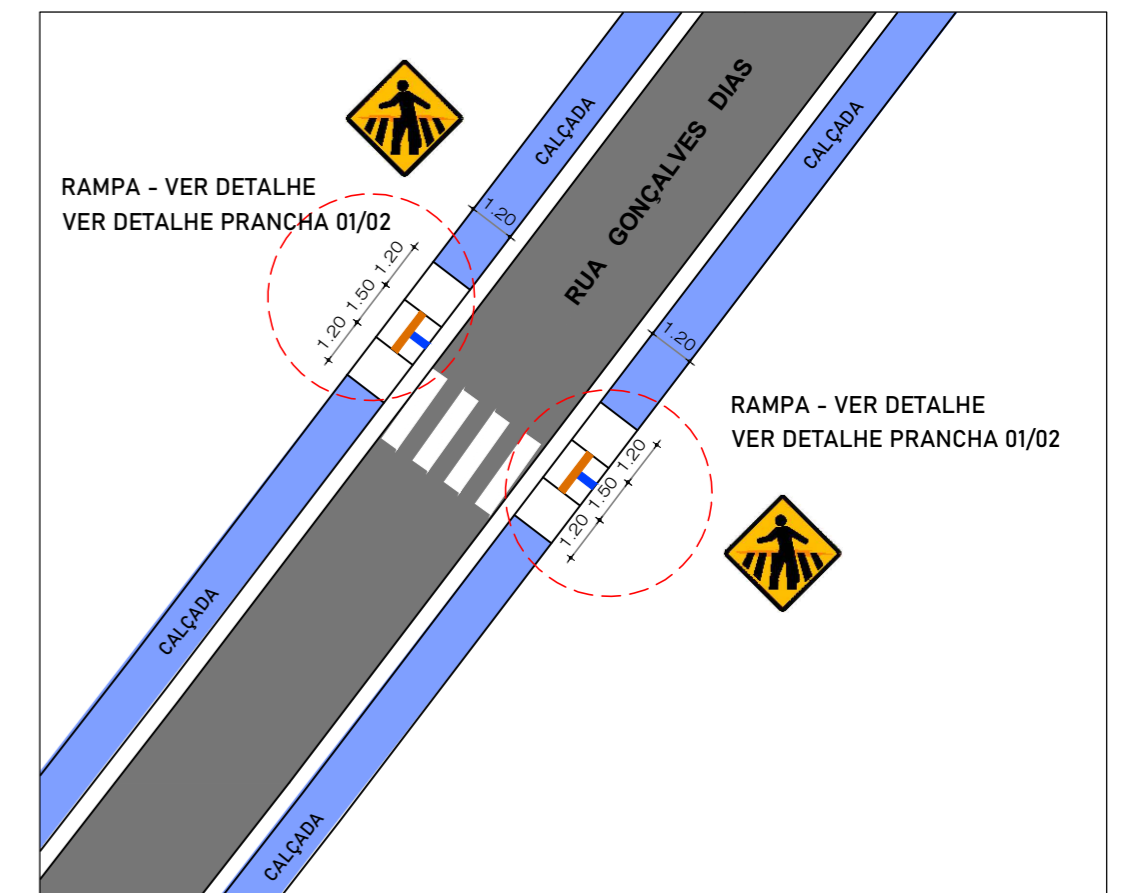 CALÇADA
RUA GONÇALVES DIAS
CALÇADA
RAMPA - VER DETALHE
VER DETALHE PRANCHA 01/02
1.20
1.20
1.50
1.20
1.20
RAMPA - VER DETALHE
VER DETALHE PRANCHA 01/02
1.20
1.50
1.20
CALÇADA
CALÇADA